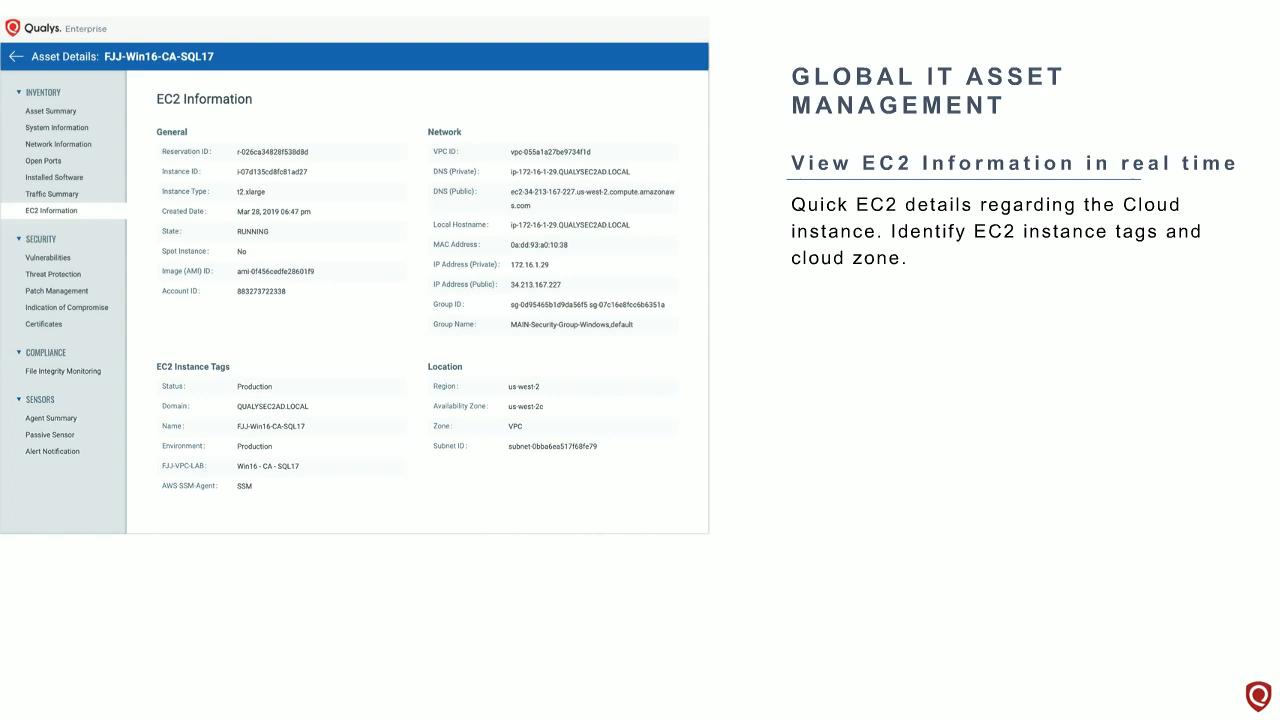 Qualys. Enterprise
Asset Details: FJJ-Win16-CA-SQL17
INVENTORY
Asset Summary
System Information
Network Information
Open Ports
Installed Software
Traffic Summary
EC2 Information
SECURITY
Vulnerabilities
Threat Protection
Patch Management
Indication of Compromise
Certificates
COMPLIANCE
File Integrity Monitoring
SENSORS
Agent Summary
Passive Sensor
Alert Notification
EC2 Information
General
Reservation ID: r-026ca34828f538d8d
Instance ID: i-07d135cd8fc81ad27
Instance Type: t2.xlarge
Created Date: Mar 28, 2019 06:47 pm
State: RUNNING
Spot Instance: No
Image (AMI) ID: ami-0f456cedfe28601f9
Account ID: 883273722338
Network
VPC ID: vpc-055a1a27be9734f1d
DNS (Private): ip-172-16-1-29.QUALYSEC2AD.LOCAL
DNS (Public): ec2-34-213-167-227.us-west-2.compute.amazonaw
s.com
Local Hostname: ip-172-16-1-29.QUALYSEC2AD.LOCAL
MAC Address: 0a:dd:93:a0:10:38
IP Address (Private): 172.16.1.29
IP Address (Public): 34.213.167.227
Group ID: sg-0d95465b1d9da56f5 sg-07c16e8fcc6b6351a
Group Name: MAIN-Security-Group-Windows,default
EC2 Instance Tags
Status: Production
Domain: QUALYSEC2AD.LOCAL
Name: FJJ-Win16-CA-SQL17
Environment: Production
FJJ-VPC-LAB: Win16 - CA - SQL17
AWS-SSM-Agent: SSM
Location
Region: us-west-2
Availability Zone: us-west-2c
Zone: VPC
Subnet ID: subnet-0bba6ea517f68fe79
GLOBAL IT ASSET
MANAGEMENT
View EC2 Information in real time
Quick EC2 details regarding the Cloud
instance. Identify EC2 instance tags and
cloud zone.